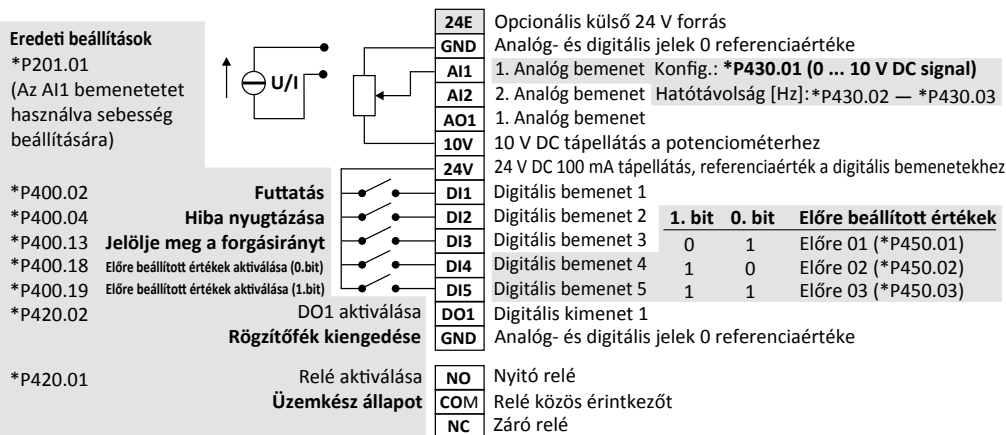 24E Opcionális külső 24 V forrás
Eredeti beállítások
GND Analóg- és digitális jelek 0 referenciaértéke
*P201.01
AI1 1. Analóg bemenet Konfig.: *P430.01 (0 ... 10 V DC signal)
(Az AI1 bemenetetet
U/I
AI2 2. Analóg bemenet Hatótávolság [Hz]:*P430.02 — *P430.03
használva sebesség
AO1 1. Analóg bemenet
beállítására)
10V 10 V DC tápellátás a potenciométerhez
24V 24 V DC 100 mA tápellátás, referenciaérték a digitális bemenetekhez
*P400.02 Futtatás DI1 Digitális bemenet 1
*P400.04 Hiba nyugtázása DI2 Digitális bemenet 2 1. bit 0. bit Előre beállított értékek
*P400.13 Jelölje meg a forgásirányt DI3 Digitális bemenet 3 0 1 Előre 01 (*P450.01)
*P400.18 Előre beállított értékek aktiválása (0.bit) DI4 Digitális bemenet 4 1 0 Előre 02 (*P450.02)
*P400.19 Előre beállított értékek aktiválása (1.bit) DI5 Digitális bemenet 5 1 1 Előre 03 (*P450.03)
*P420.02 DO1 aktiválása DO1 Digitális kimenet 1
Rögzítőfék kiengedése GND Analóg- és digitális jelek 0 referenciaértéke
*P420.01 Relé aktiválása NO Nyitó relé
Üzemkész állapot COM Relé közös érintkezőt
NC Záró relé